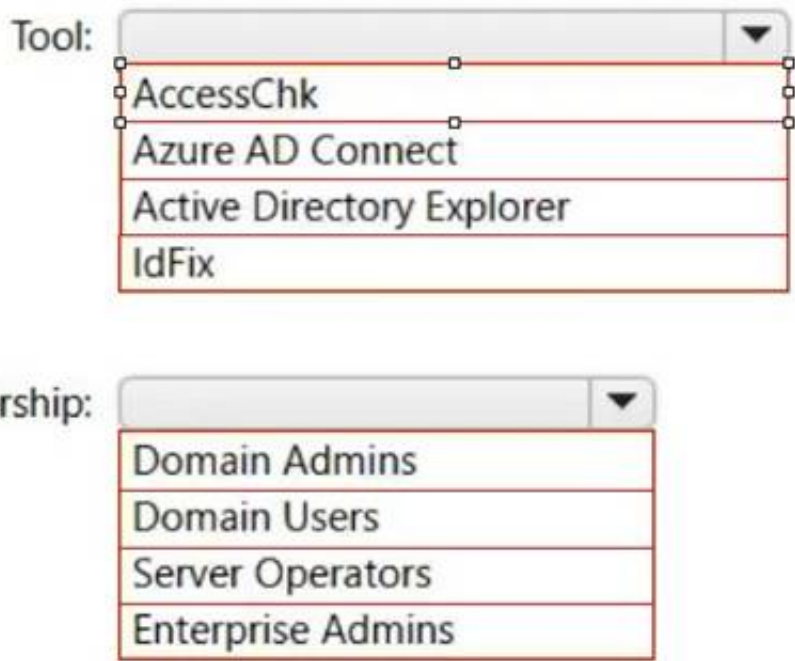 Tool:
AccessChk
Azure AD Connect
Active Directory Explorer
IdFix
rship:
Domain Admins
Domain Users
Server Operators
Enterprise Admins